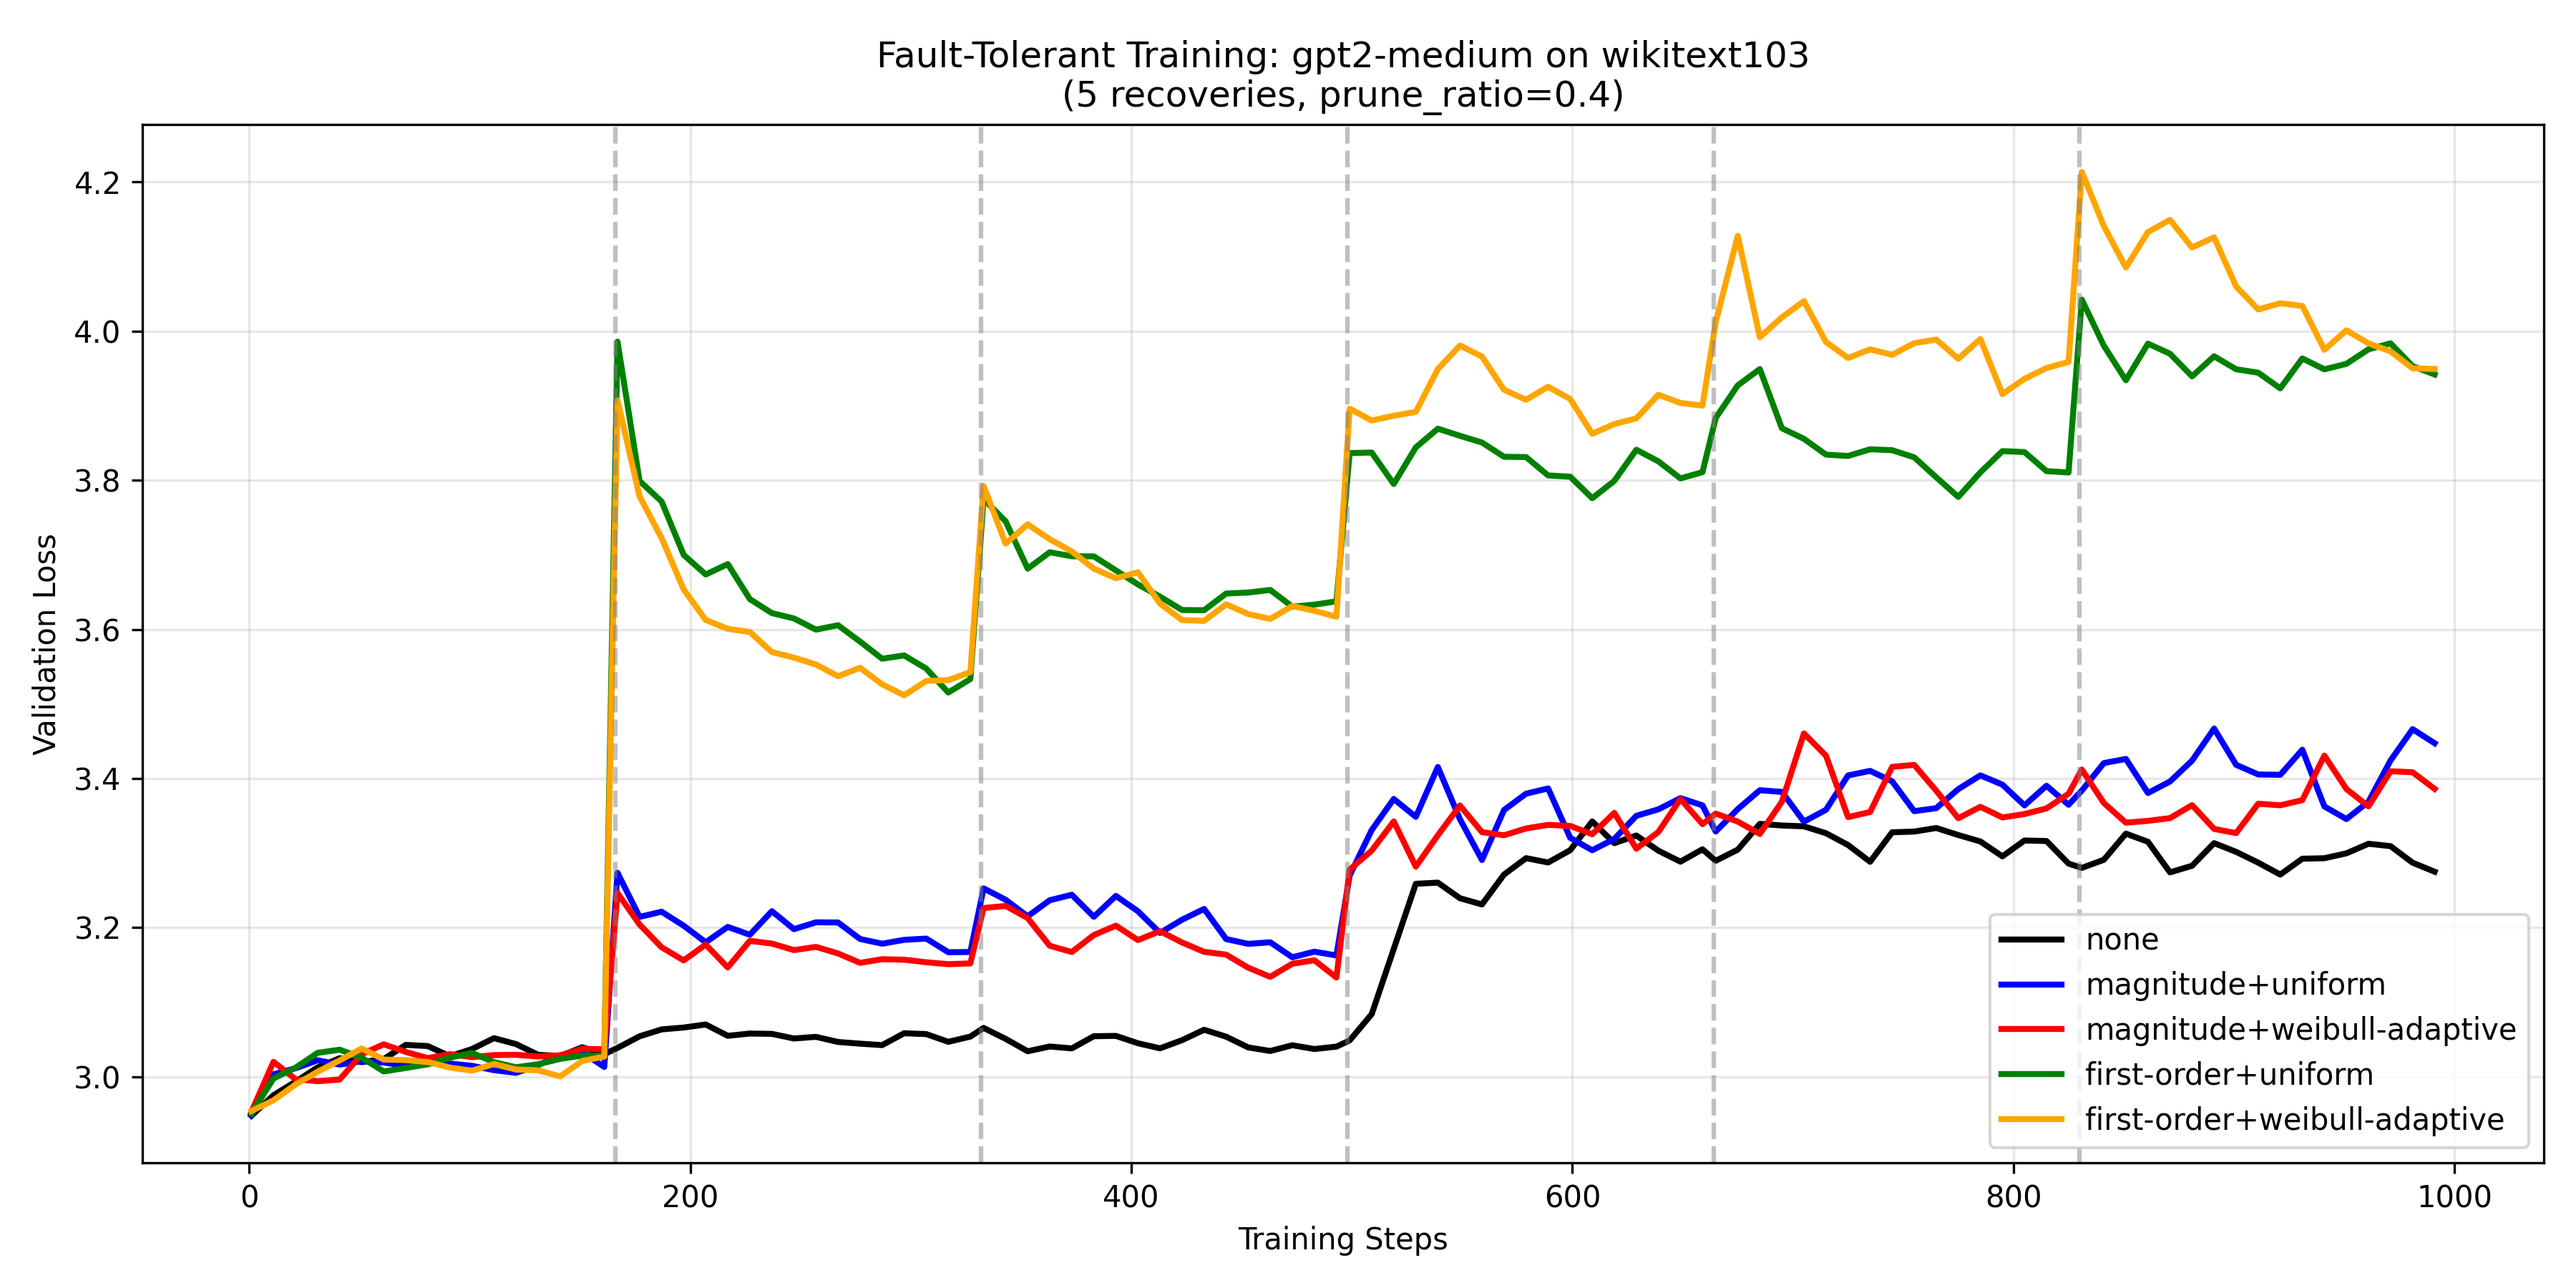 Fault-Tolerant Training: gpt2-medium on wikitext103
(5 recoveries, prune_ratio=0.4)
Validation Loss
4.2
4.0
3.8
3.6
3.4
3.2
3.0
0
200
400
600
800
1000
Training Steps
none
magnitude+uniform
magnitude+weibull-adaptive
first-order+uniform
first-order+weibull-adaptive